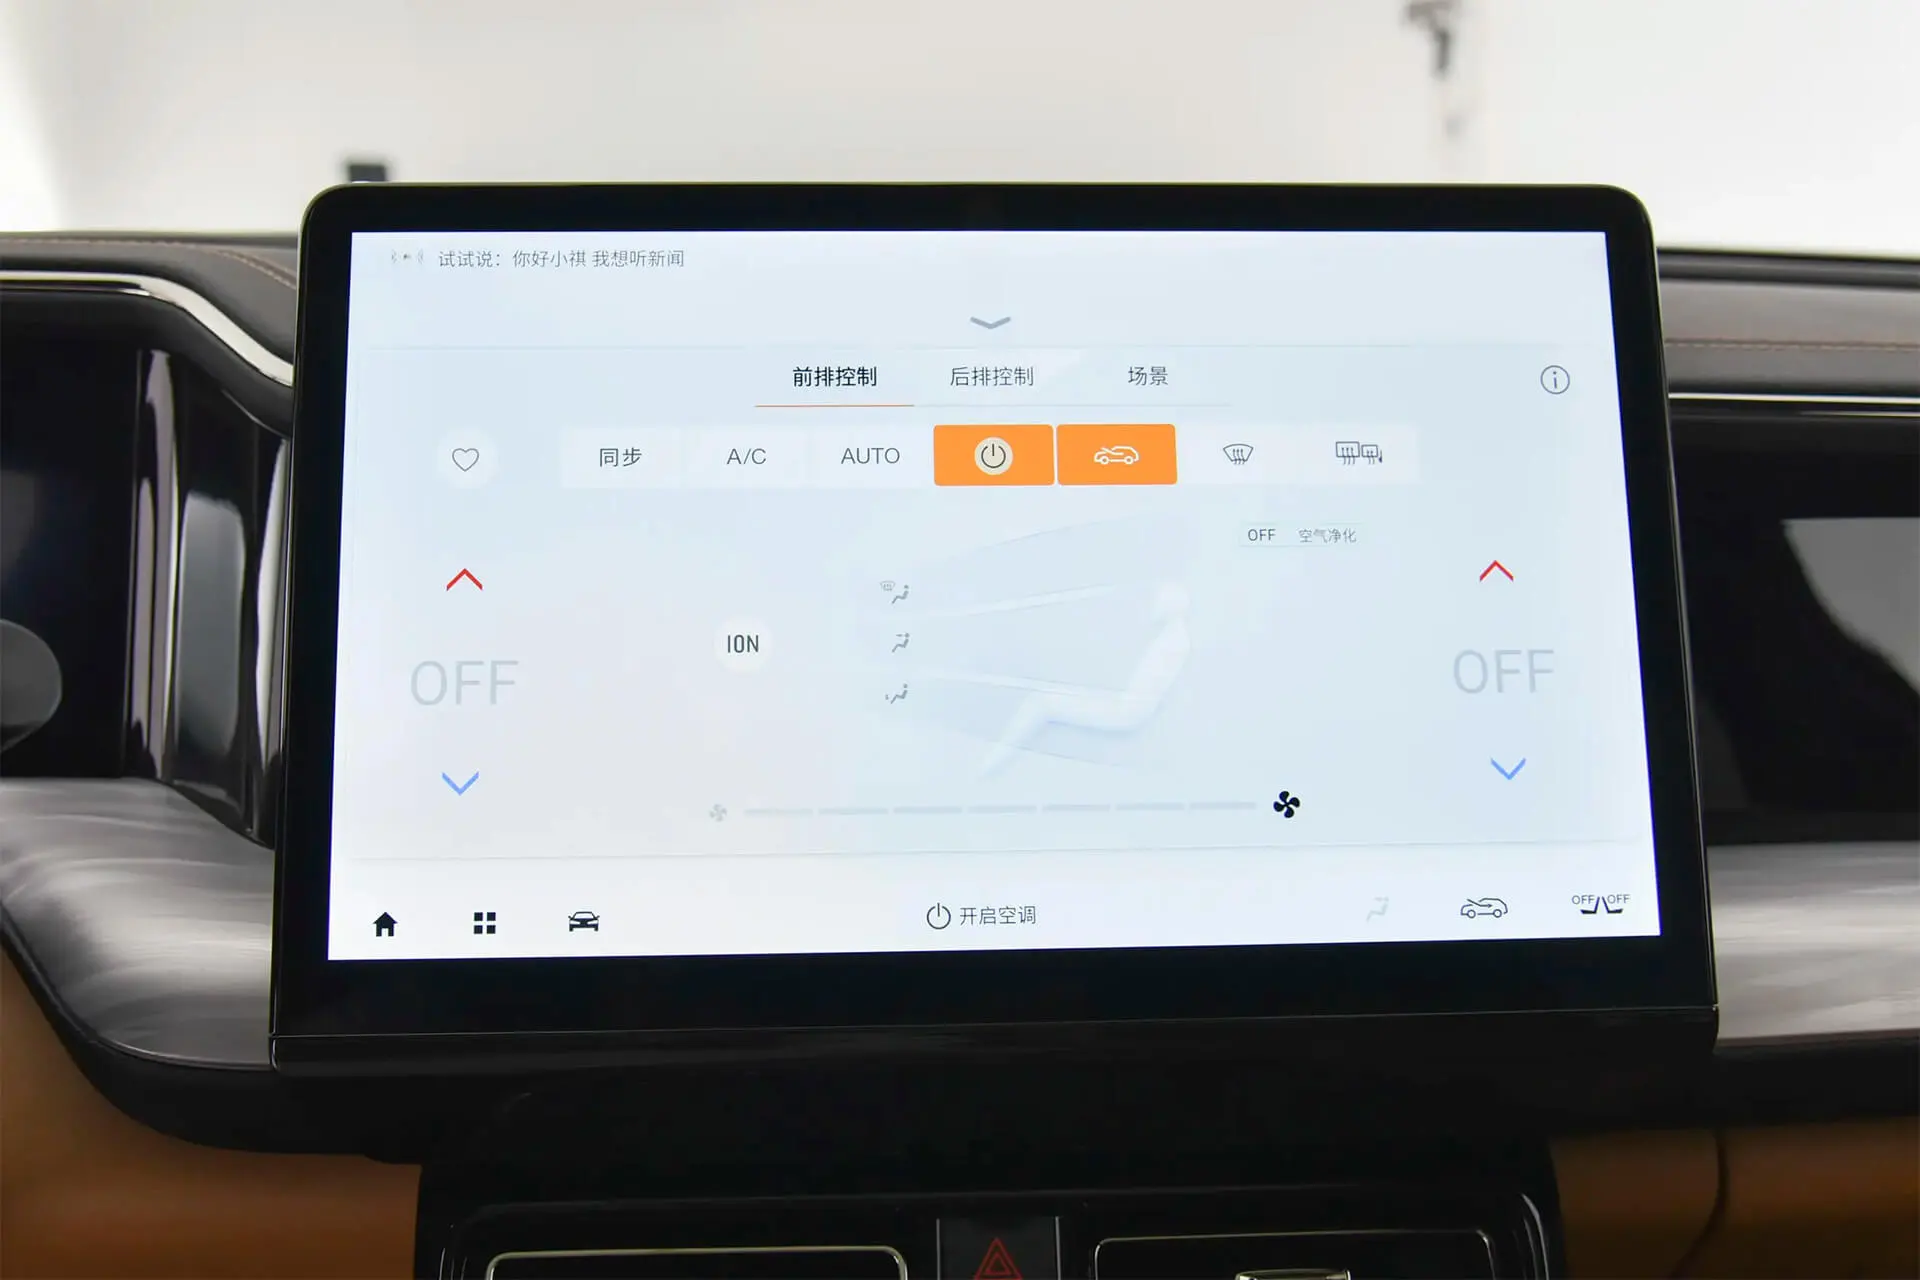 试试说：你好小祺 我想听新闻
前排控制 后排控制 场景
同步 A/C AUTO
OFF 空气净化
ION
OFF OFF
开启空调
OFF OFF